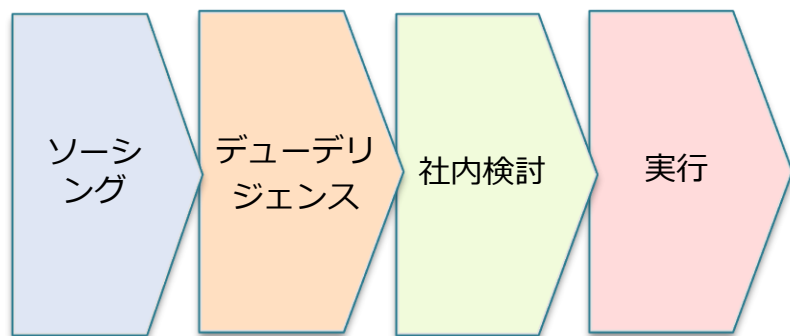 ソーシ
ング
デューデリ
ジェンス
社内検討
実行